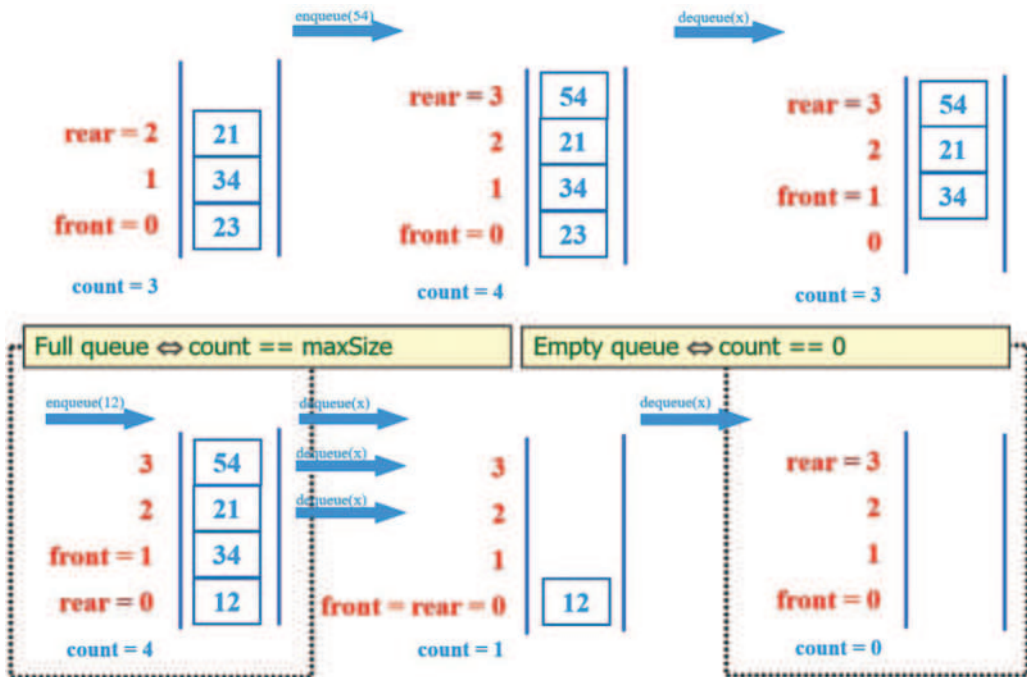 enqueue(54)
dequeue(x)
rear = 2
21
1
34
front = 0
23
count = 3
rear = 3
54
2
21
1
34
front = 0
23
count = 4
rear = 3
54
2
21
front = 1
34
0
count = 3
Full queue ⇔ count == maxSize
Empty queue ⇔ count == 0
enqueue(12)
3
54
2
21
front = 1
34
rear = 0
12
count = 4
dequeue(x)
dequeue(x)
dequeue(x)
3
2
1
front = rear = 0
12
count = 1
dequeue(x)
rear = 3
2
1
front = 0
count = 0